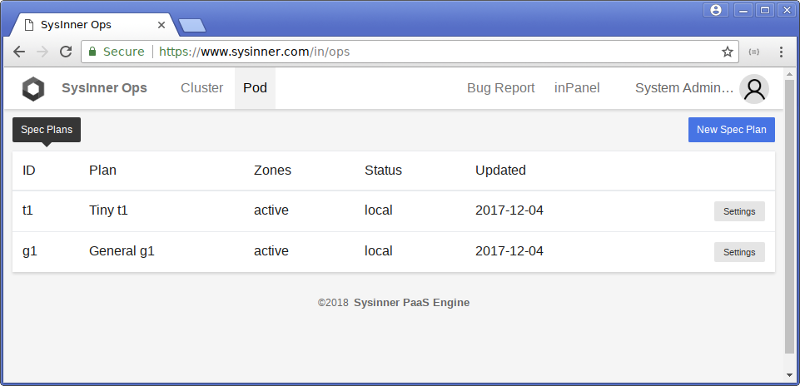 SysInner Ops
Secure https://www.sysinner.com/in/ops
SysInner Ops Cluster Pod Bug Report inPanel System Admin...
Spec Plans New Spec Plan
ID Plan Zones Status Updated
t1 Tiny t1 active local 2017-12-04 Settings
g1 General g1 active local 2017-12-04 Settings
©2018 Sysinner PaaS Engine